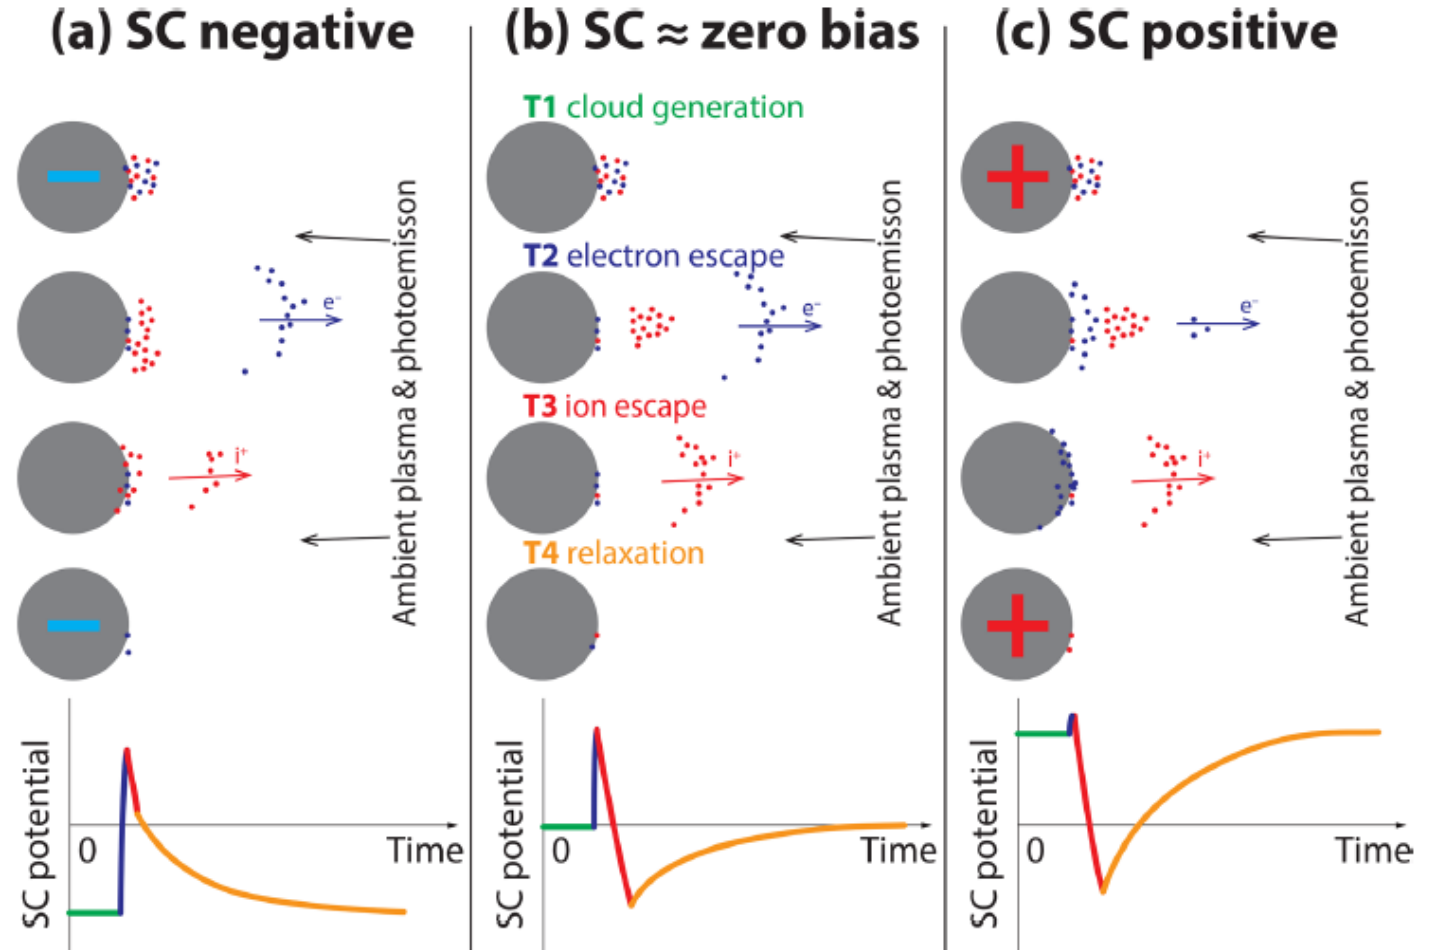 (a) SC negative
(b) SC ≈ zero bias
(c) SC positive
T1 cloud generation
T2 electron escape
T3 ion escape
T4 relaxation
e⁻
i⁺
Ambient plasma & photoemisson
e⁻
i⁺
Ambient plasma & photoemisson
e⁻
i⁺
Ambient plasma & photoemisson
SC potential
0
Time
SC potential
0
Time
SC potential
0
Time